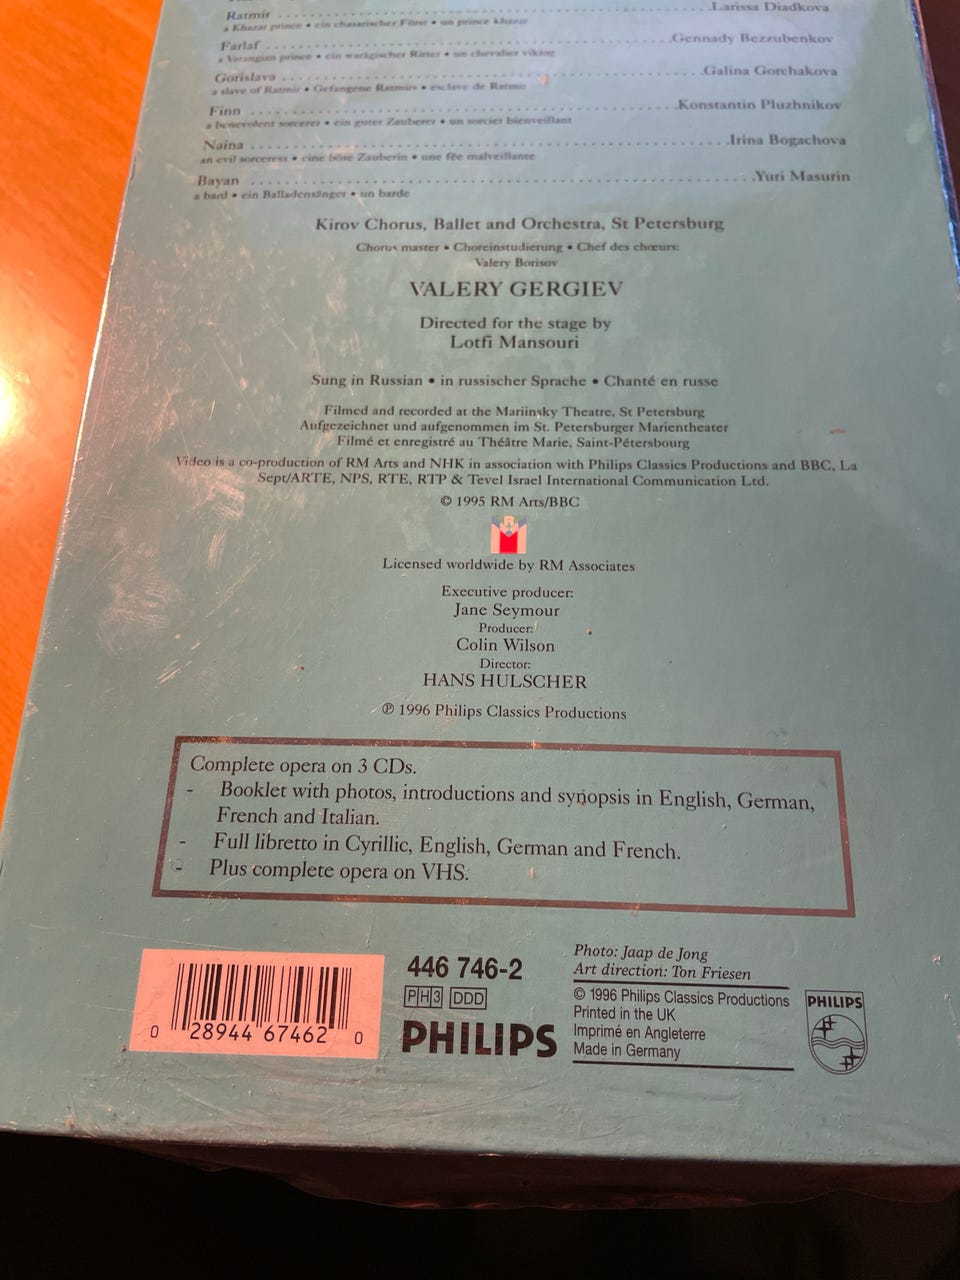 Ratmir . . . . . . . . . . . . . . . . . . . . Larissa Diadkova
a Khazar prince • ein chasarischer Fürst • un prince khazar
Farlaf . . . . . . . . . . . . . . . . . . . . Gennady Bezzubenkov
a Varangian prince • ein warägischer Ritter • un chevalier viking
Gorislava . . . . . . . . . . . . . . . . . . . . Galina Gorchakova
a slave of Ratmir • Gefangene Ratmirs • esclave de Ratmir
Finn . . . . . . . . . . . . . . . . . . . . Konstantin Pluzhnikov
a benevolent sorcerer • ein guter Zauberer • un sorcier bienveillant
Naina . . . . . . . . . . . . . . . . . . . . Irina Bogachova
an evil sorceress • eine böse Zauberin • une fée malveillante
Bayan . . . . . . . . . . . . . . . . . . . . Yuri Masurin
a bard • ein Balladensänger • un barde
Kirov Chorus, Ballet and Orchestra, St Petersburg
Chorus master • Choreinstudierung • Chef des chœurs:
Valery Borisov
VALERY GERGIEV
Directed for the stage by
Lotfi Mansouri
Sung in Russian • in russischer Sprache • Chanté en russe
Filmed and recorded at the Mariinsky Theatre, St Petersburg
Aufgezeichnet und aufgenommen im St. Petersburger Marientheater
Filmé et enregistré au Théâtre Marie, Saint-Pétersbourg
Video is a co-production of RM Arts and NHK in association with Philips Classics Productions and BBC, La
Sept/ARTE, NPS, RTE, RTP & Tevel Israel International Communication Ltd.
© 1995 RM Arts/BBC
Licensed worldwide by RM Associates
Executive producer:
Jane Seymour
Producer:
Colin Wilson
Director:
HANS HULSCHER
℗ 1996 Philips Classics Productions
Complete opera on 3 CDs.
- Booklet with photos, introductions and synopsis in English, German,
French and Italian.
- Full libretto in Cyrillic, English, German and French.
- Plus complete opera on VHS.
0 28944 67462 0
446 746-2
PH3 DDD
PHILIPS
Photo: Jaap de Jong
Art direction: Ton Friesen
© 1996 Philips Classics Productions
Printed in the UK
Imprimé en Angleterre
Made in Germany
PHILIPS